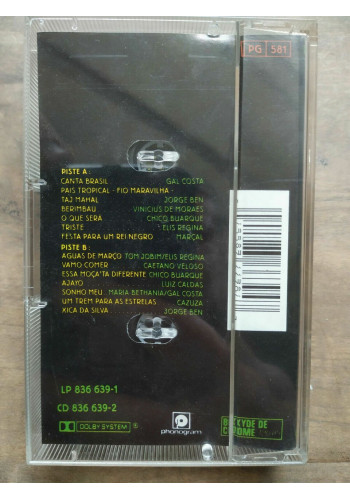 PG 581
PISTE A :
CANTA BRASIL GAL COSTA
PAIS TROPICAL - FIO MARAVILHA -
TAJ MAHAL JORGE BEN
BERIMBAU VINICIUS DE MORAES
O QUE SERA CHICO BUARQUE
TRISTE ELIS REGINA
FESTA PARA UM REI NEGRO MARÇAL
PISTE B :
AGUAS DE MARÇO TOM JOBIM/ELIS REGINA
VAMO COMER CAETANO VELOSO
ESSA MOÇA'TA DIFERENTE CHICO BUARQUE
AJAYO LUIZ CALDAS
SONHO MEU MARIA BETHANIA/GAL COSTA
UM TREM PARA AS ESTRELAS CAZUZA
XICA DA SILVA JORGE BEN
LP 836 639-1
CD 836 639-2
DOLBY SYSTEM ®
phonogram
DE